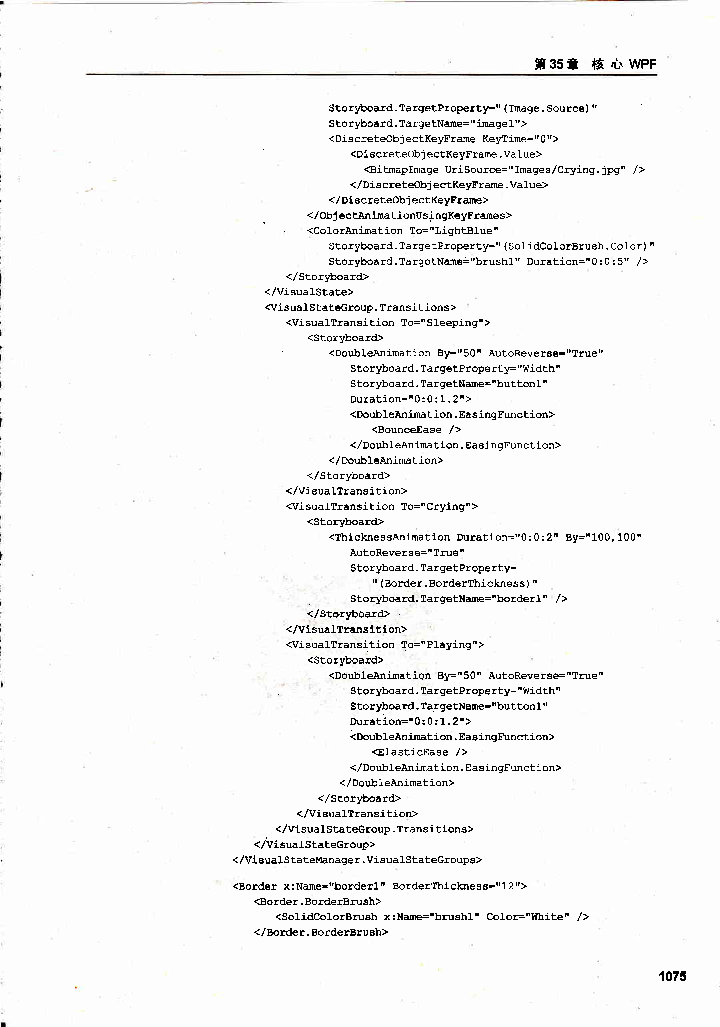 第35章 核心 WPF
Storyboard.TargetProperty="(Image.Source)"
Storyboard.TargetName="image1">
<DiscreteObjectKeyFrame KeyTime="0">
<DiscreteObjectKeyFrame.Value>
<BitmapImage UriSource="Images/Crying.jpg" />
</DiscreteObjectKeyFrame.Value>
</DiscreteObjectKeyFrame>
</ObjectAnimationUsingKeyFrames>
<ColorAnimation To="LightBlue"
Storyboard.TargetProperty="(SolidColorBrush.Color)"
Storyboard.TargetName="brush1" Duration="0:0:5" />
</Storyboard>
</VisualState>
<VisualStateGroup.Transitions>
<VisualTransition To="Sleeping">
<Storyboard>
<DoubleAnimation By="50" AutoReverse="True"
Storyboard.TargetProperty="Width"
Storyboard.TargetName="button1"
Duration="0:0:1.2">
<DoubleAnimation.EasingFunction>
<BounceEase />
</DoubleAnimation.EasingFunction>
</DoubleAnimation>
</Storyboard>
</VisualTransition>
<VisualTransition To="Crying">
<Storyboard>
<ThicknessAnimation Duration="0:0:2" By="100,100"
AutoReverse="True"
Storyboard.TargetProperty=
"(Border.BorderThickness)"
Storyboard.TargetName="border1" />
</Storyboard>
</VisualTransition>
<VisualTransition To="Playing">
<Storyboard>
<DoubleAnimation By="50" AutoReverse="True"
Storyboard.TargetProperty="Width"
Storyboard.TargetName="button1"
Duration="0:0:1.2">
<DoubleAnimation.EasingFunction>
<ElasticEase />
</DoubleAnimation.EasingFunction>
</DoubleAnimation>
</Storyboard>
</VisualTransition>
</VisualStateGroup.Transitions>
</VisualStateGroup>
</VisualStateManager.VisualStateGroups>
<Border x:Name="border1" BorderThickness="12">
<Border.BorderBrush>
<SolidColorBrush x:Name="brush1" Color="White" />
</Border.BorderBrush>
1075